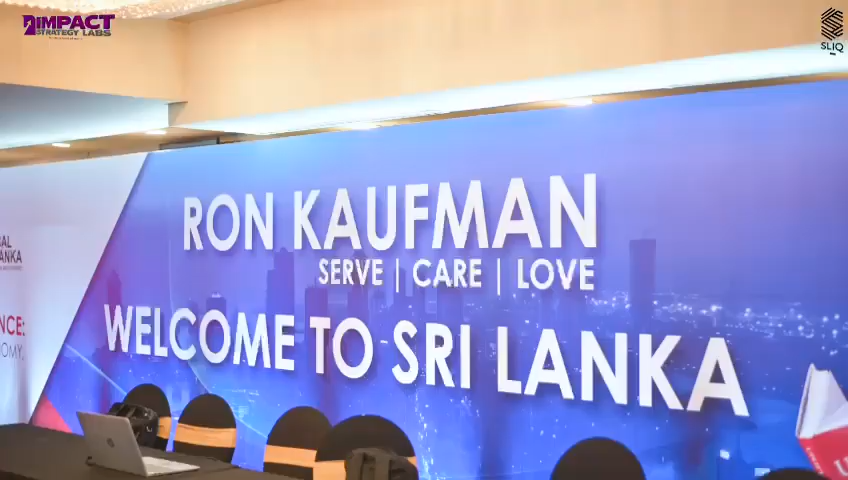 IMPACT
STRATEGY LABS
SLIQ
RON KAUFMAN
SERVE | CARE | LOVE
WELCOME TO SRI LANKA